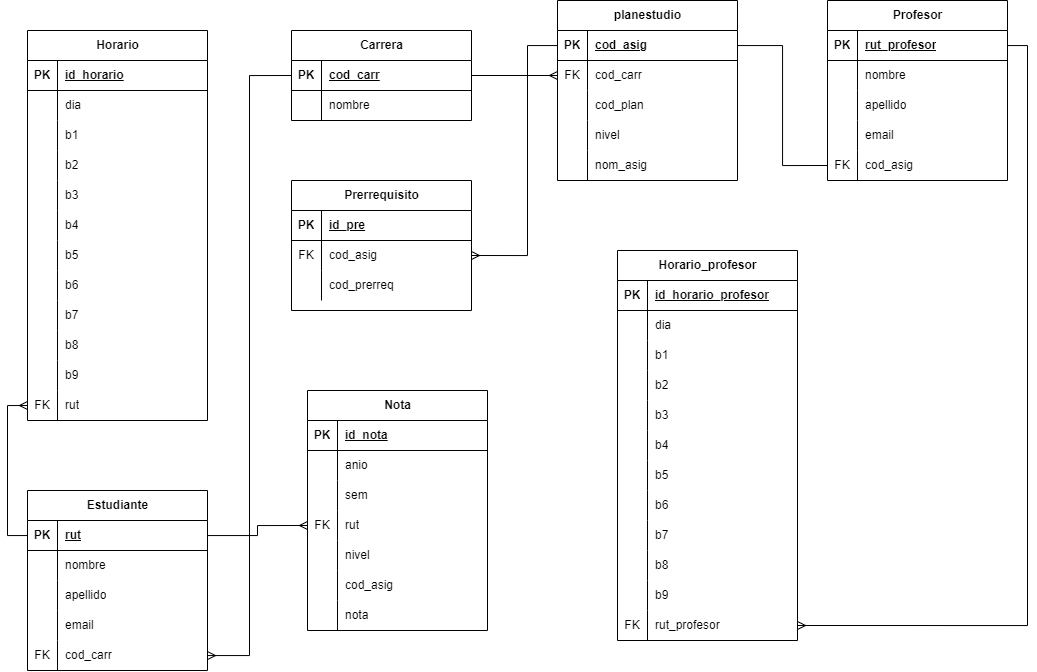 Horario
PK id_horario
dia
b1
b2
b3
b4
b5
b6
b7
b8
b9
FK rut
Carrera
PK cod_carr
nombre
planestudio
PK cod_asig
FK cod_carr
cod_plan
nivel
nom_asig
Profesor
PK rut_profesor
nombre
apellido
email
FK cod_asig
Prerrequisito
PK id_pre
FK cod_asig
cod_prerreq
Horario_profesor
PK id_horario_profesor
dia
b1
b2
b3
b4
b5
b6
b7
b8
b9
FK rut_profesor
Nota
PK id_nota
anio
sem
FK rut
nivel
cod_asig
nota
Estudiante
PK rut
nombre
apellido
email
FK cod_carr